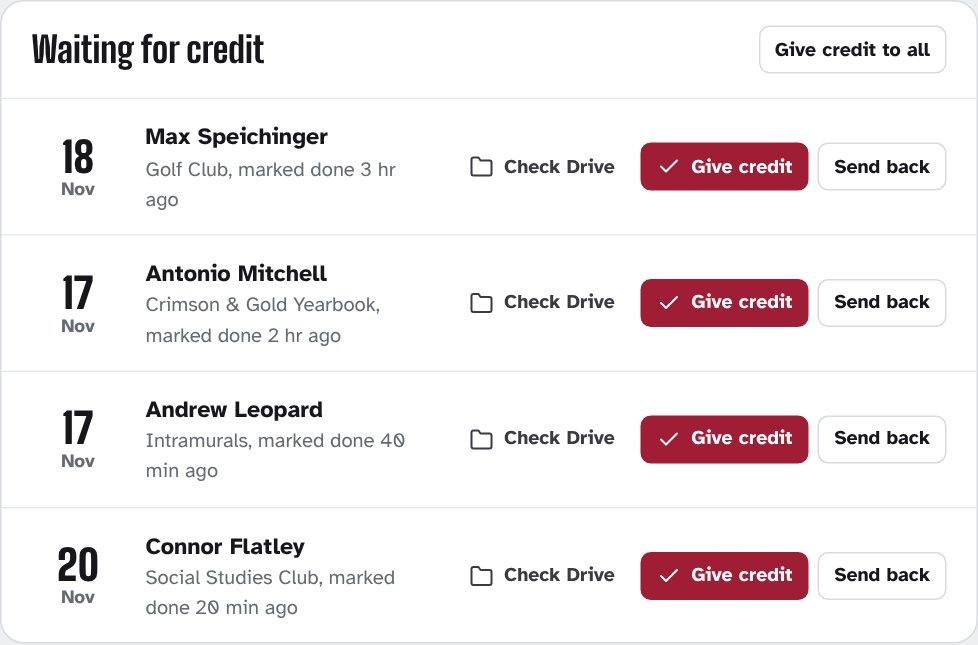 Waiting for credit
Give credit to all
18
Nov
Max Speichinger
Golf Club, marked done 3 hr
ago
Check Drive
Give credit
Send back
17
Nov
Antonio Mitchell
Crimson & Gold Yearbook,
marked done 2 hr ago
Check Drive
Give credit
Send back
17
Nov
Andrew Leopard
Intramurals, marked done 40
min ago
Check Drive
Give credit
Send back
20
Nov
Connor Flatley
Social Studies Club, marked
done 20 min ago
Check Drive
Give credit
Send back